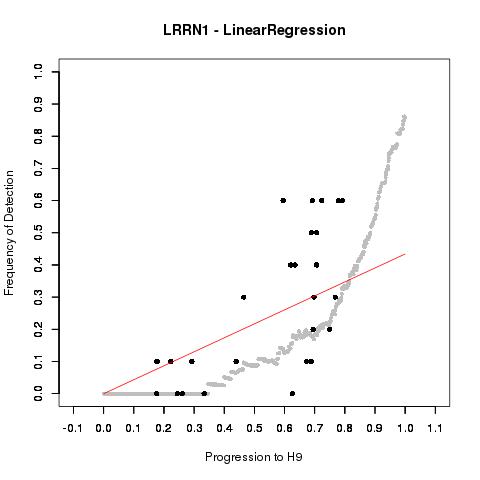 LRRN1 - LinearRegression
Frequency of Detection
1.0
0.9
0.8
0.7
0.6
0.5
0.4
0.3
0.2
0.1
0.0
-0.1 0.0 0.1 0.2 0.3 0.4 0.5 0.6 0.7 0.8 0.9 1.0 1.1
Progression to H9